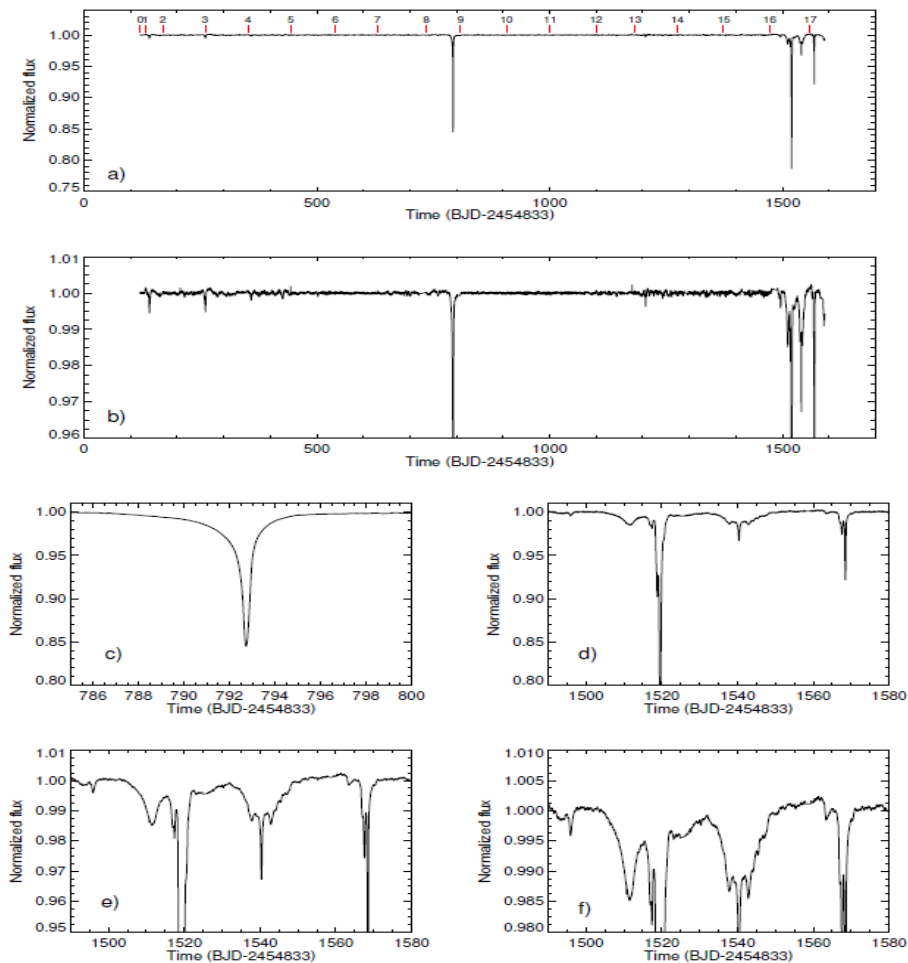 0 1 2 3 4 5 6 7 8 9 10 11 12 13 14 15 16 17
1.00
0.95
0.90
0.85
0.80
0.75
Normalized flux
a)
0 500 1000 1500
Time (BJD-2454833)
1.01
1.00
0.99
0.98
0.97
0.96
Normalized flux
b)
0 500 1000 1500
Time (BJD-2454833)
1.00
0.95
0.90
0.85
0.80
Normalized flux
c)
786 788 790 792 794 796 798 800
Time (BJD-2454833)
1.00
0.95
0.90
0.85
0.80
Normalized flux
d)
1500 1520 1540 1560 1580
Time (BJD-2454833)
1.01
1.00
0.99
0.98
0.97
0.96
0.95
Normalized flux
e)
1500 1520 1540 1560 1580
Time (BJD-2454833)
1.010
1.005
1.000
0.995
0.990
0.985
0.980
Normalized flux
f)
1500 1520 1540 1560 1580
Time (BJD-2454833)